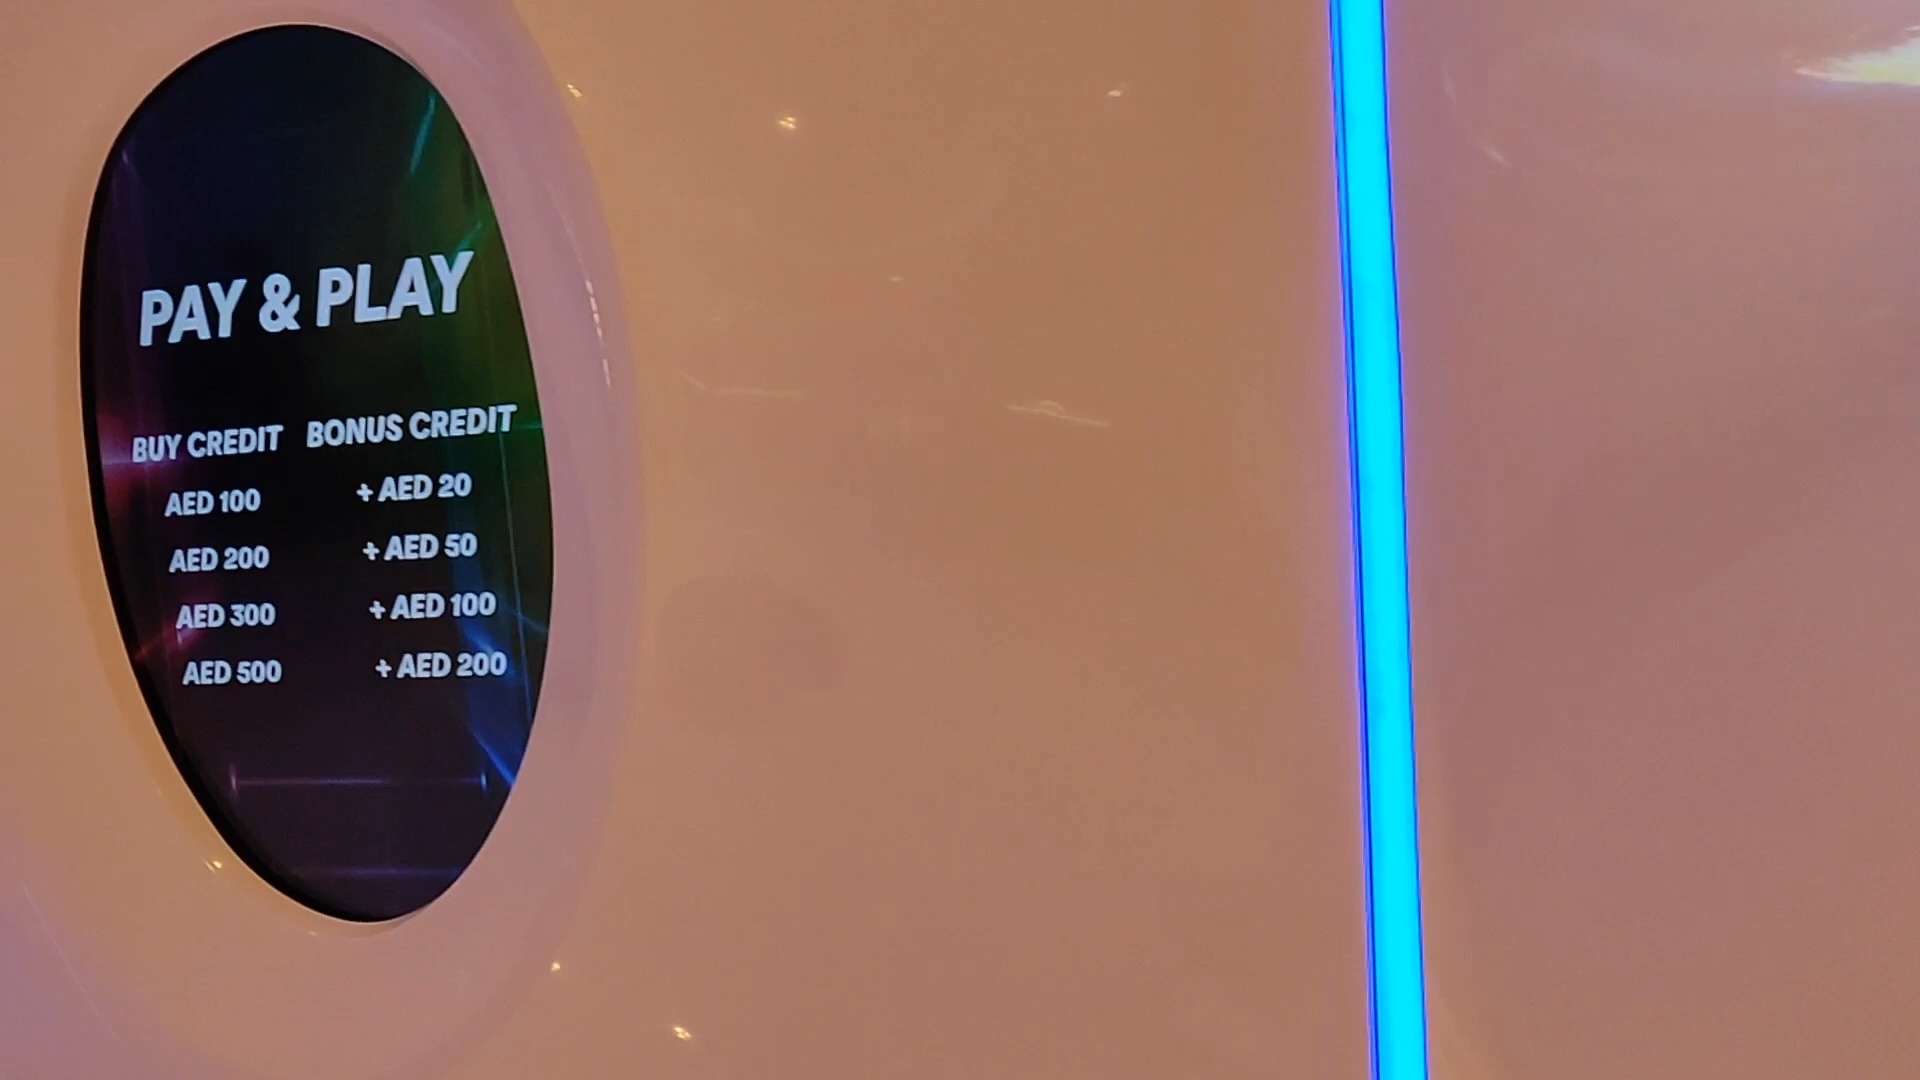 PAY & PLAY
BUY CREDIT BONUS CREDIT
AED 100 + AED 20
AED 200 + AED 50
AED 300 + AED 100
AED 500 + AED 200